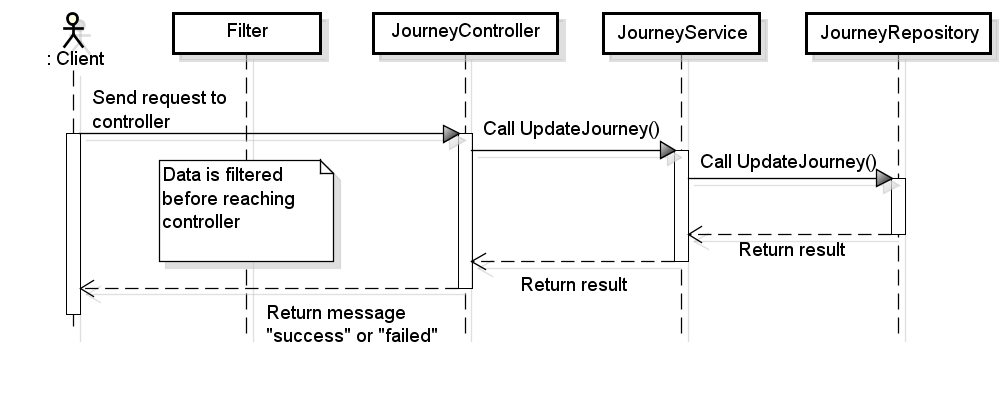 : Client
Filter
JourneyController
JourneyService
JourneyRepository
Send request to
controller
Call UpdateJourney()
Call UpdateJourney()
Data is filtered
before reaching
controller
Return result
Return result
Return message
"success" or "failed"